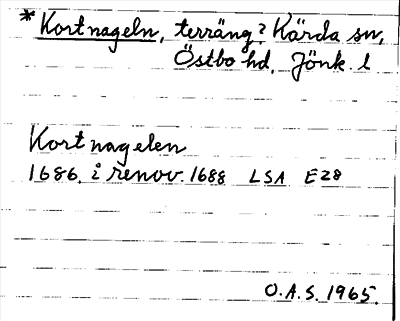 * Kortnageln, terräng? Kärda sn,
Östbo hd, Jönk. l
Kortnagelen
1686, i renov. 1688 LSA E28
O.A.S. 1965.